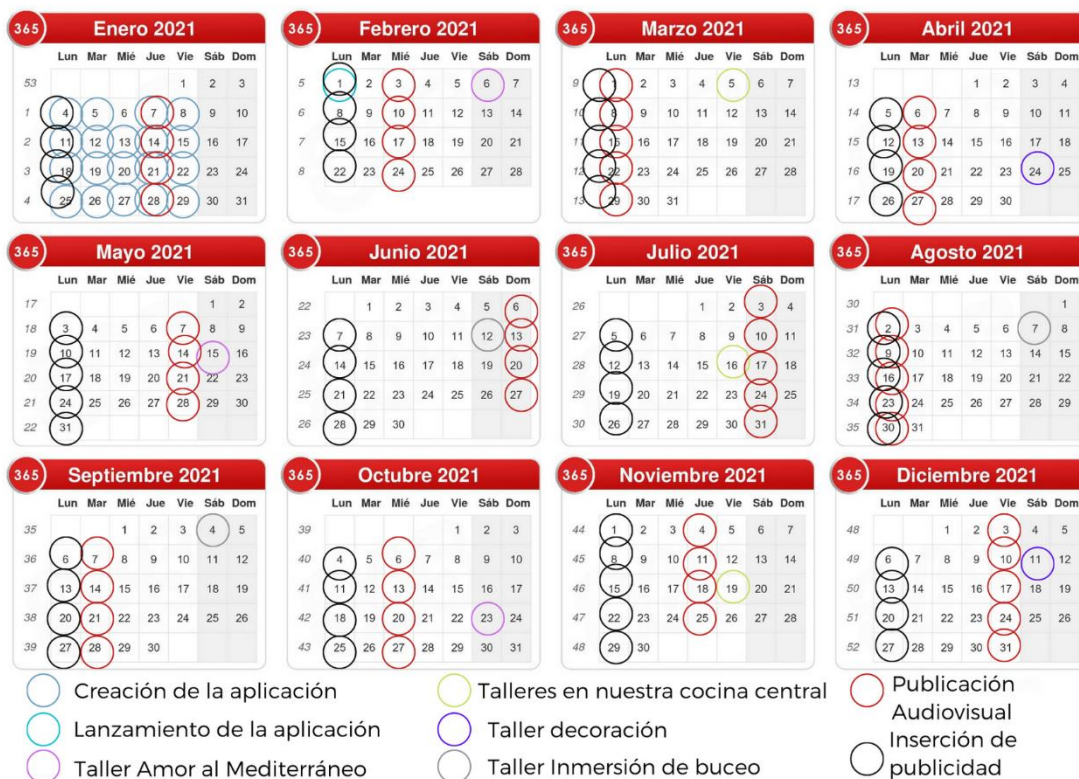 365 Enero 2021
Lun Mar Mié Jue Vie Sáb Dom
53 1 2 3
1 4 5 6 7 8 9 10
2 11 12 13 14 15 16 17
3 18 19 20 21 22 23 24
4 25 26 27 28 29 30 31
365 Febrero 2021
Lun Mar Mié Jue Vie Sáb Dom
5 1 2 3 4 5 6 7
6 8 9 10 11 12 13 14
7 15 16 17 18 19 20 21
8 22 23 24 25 26 27 28
365 Marzo 2021
Lun Mar Mié Jue Vie Sáb Dom
9 1 2 3 4 5 6 7
10 8 9 10 11 12 13 14
11 15 16 17 18 19 20 21
12 22 23 24 25 26 27 28
13 29 30 31
365 Abril 2021
Lun Mar Mié Jue Vie Sáb Dom
13 1 2 3 4
14 5 6 7 8 9 10 11
15 12 13 14 15 16 17 18
16 19 20 21 22 23 24 25
17 26 27 28 29 30
365 Mayo 2021
Lun Mar Mié Jue Vie Sáb Dom
17 1 2
18 3 4 5 6 7 8 9
19 10 11 12 13 14 15 16
20 17 18 19 20 21 22 23
21 24 25 26 27 28 29 30
22 31
365 Junio 2021
Lun Mar Mié Jue Vie Sáb Dom
22 1 2 3 4 5 6
23 7 8 9 10 11 12 13
24 14 15 16 17 18 19 20
25 21 22 23 24 25 26 27
26 28 29 30
365 Julio 2021
Lun Mar Mié Jue Vie Sáb Dom
26 1 2 3 4
27 5 6 7 8 9 10 11
28 12 13 14 15 16 17 18
29 19 20 21 22 23 24 25
30 26 27 28 29 30 31
365 Agosto 2021
Lun Mar Mié Jue Vie Sáb Dom
30 1
31 2 3 4 5 6 7 8
32 9 10 11 12 13 14 15
33 16 17 18 19 20 21 22
34 23 24 25 26 27 28 29
35 30 31
365 Septiembre 2021
Lun Mar Mié Jue Vie Sáb Dom
35 1 2 3 4 5
36 6 7 8 9 10 11 12
37 13 14 15 16 17 18 19
38 20 21 22 23 24 25 26
39 27 28 29 30
365 Octubre 2021
Lun Mar Mié Jue Vie Sáb Dom
39 1 2 3
40 4 5 6 7 8 9 10
41 11 12 13 14 15 16 17
42 18 19 20 21 22 23 24
43 25 26 27 28 29 30 31
365 Noviembre 2021
Lun Mar Mié Jue Vie Sáb Dom
44 1 2 3 4 5 6 7
45 8 9 10 11 12 13 14
46 15 16 17 18 19 20 21
47 22 23 24 25 26 27 28
48 29 30
365 Diciembre 2021
Lun Mar Mié Jue Vie Sáb Dom
48 1 2 3 4 5
49 6 7 8 9 10 11 12
50 13 14 15 16 17 18 19
51 20 21 22 23 24 25 26
52 27 28 29 30 31
Creación de la aplicación
Lanzamiento de la aplicación
Taller Amor al Mediterráneo
Talleres en nuestra cocina central
Taller decoración
Taller Inmersión de buceo
Publicación
Audiovisual
Inserción de
publicidad